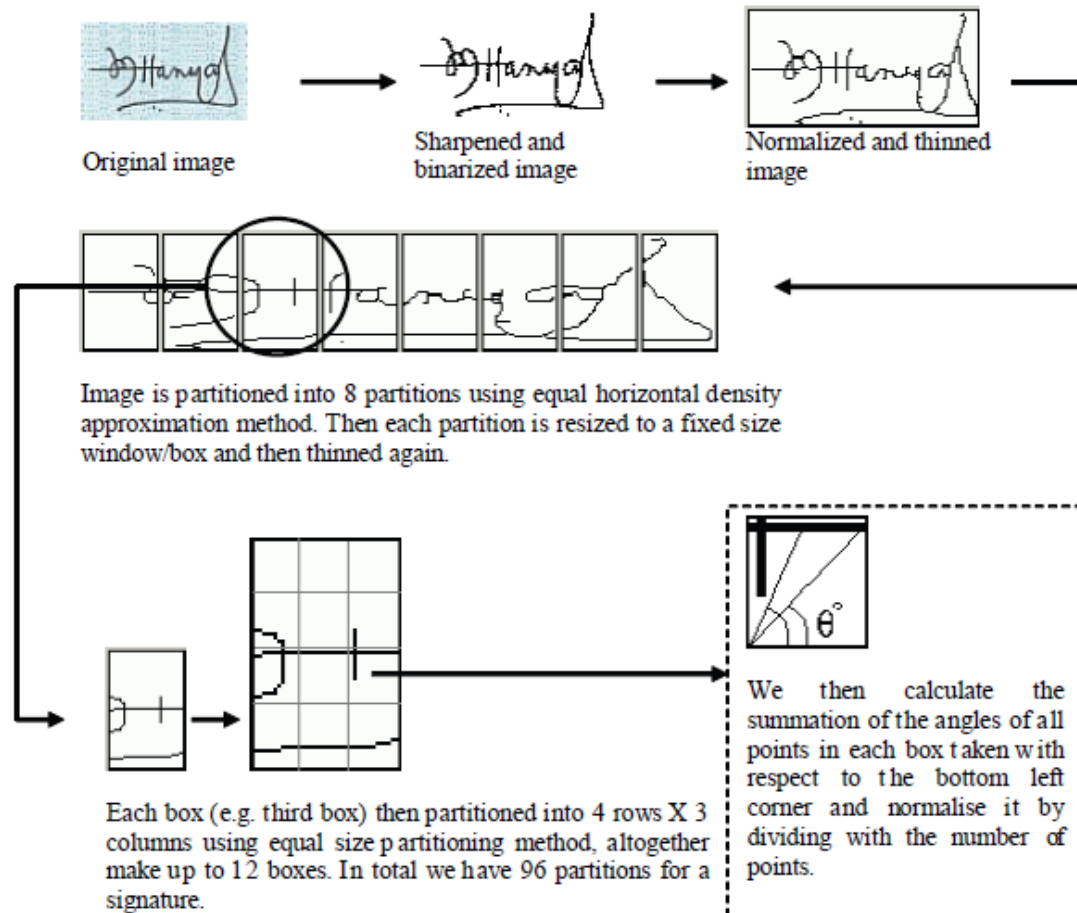 Original image
Sharpened and
binarized image
Normalized and thinned
image
Image is partitioned into 8 partitions using equal horizontal density
approximation method. Then each partition is resized to a fixed size
window/box and then thinned again.
θ°
We then calculate the
summation of the angles of all
points in each box taken with
respect to the bottom left
corner and normalise it by
dividing with the number of
points.
Each box (e.g. third box) then partitioned into 4 rows X 3
columns using equal size partitioning method, altogether
make up to 12 boxes. In total we have 96 partitions for a
signature.